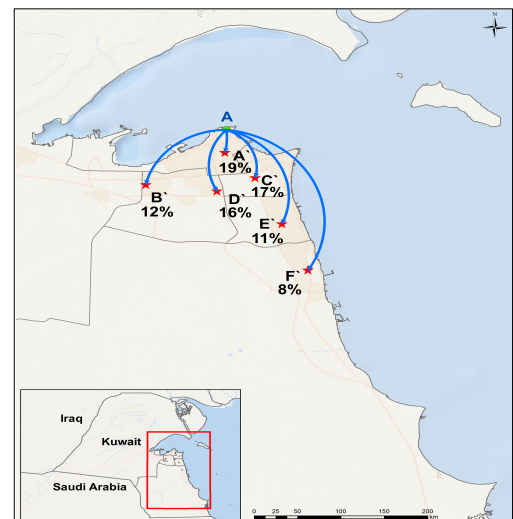 N
A
A`
19%
C`
17%
B`
12%
D`
16%
E`
11%
F`
8%
Iraq
Kuwait
Saudi Arabia
0 25 50 100 150 200
km